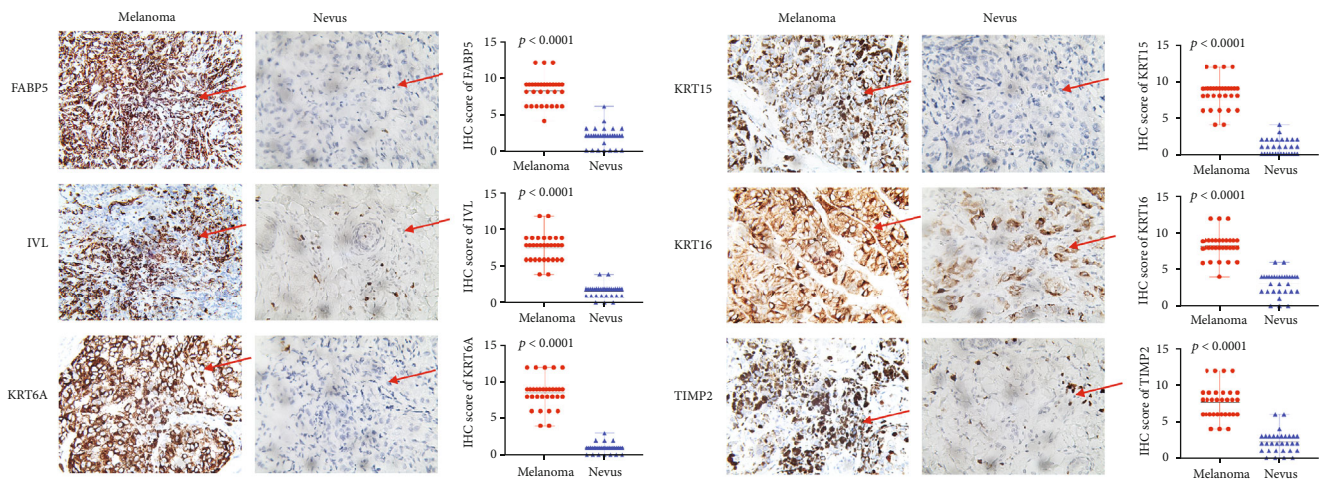 Melanoma Nevus
FABP5
IHC score of FABP5
15
10
5
0
p < 0.0001
Melanoma Nevus
IVL
IHC score of IVL
15
10
5
0
p < 0.0001
Melanoma Nevus
KRT6A
IHC score of KRT6A
15
10
5
0
p < 0.0001
Melanoma Nevus
Melanoma Nevus
KRT15
IHC score of KRT15
15
10
5
0
p < 0.0001
Melanoma Nevus
KRT16
IHC score of KRT16
15
10
5
0
p < 0.0001
Melanoma Nevus
TIMP2
IHC score of TIMP2
15
10
5
0
p < 0.0001
Melanoma Nevus